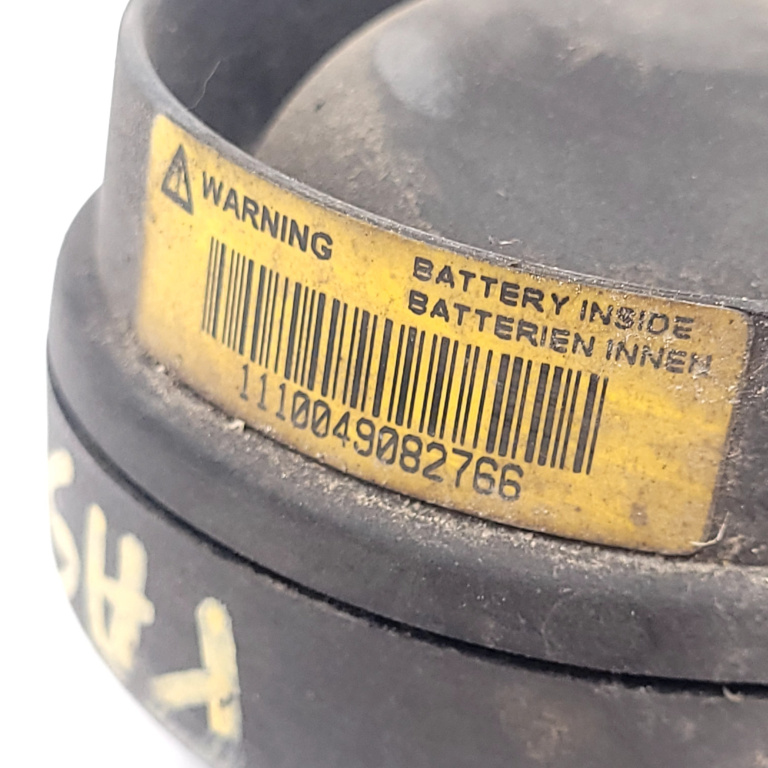 WARNING
BATTERY INSIDE
BATTERIEN INNEN
1110049082766